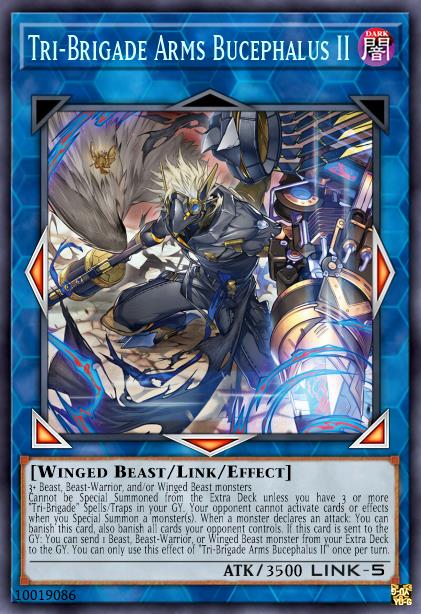 TRI-BRIGADE ARMS BUCEPHALUS II
DARK
闇
[WINGED BEAST/LINK/EFFECT]
3+ Beast, Beast-Warrior, and/or Winged Beast monsters
Cannot be Special Summoned from the Extra Deck unless you have 3 or more
"Tri-Brigade" Spells/Traps in your GY. Your opponent cannot activate cards or effects
when you Special Summon a monster(s). When a monster declares an attack: You can
banish this card, also banish all cards your opponent controls. If this card is sent to the
GY: You can send 1 Beast, Beast-Warrior, or Winged Beast monster from your Extra Deck
to the GY. You can only use this effect of "Tri-Brigade Arms Bucephalus II" once per turn.
ATK/3500 LINK-5
10019086